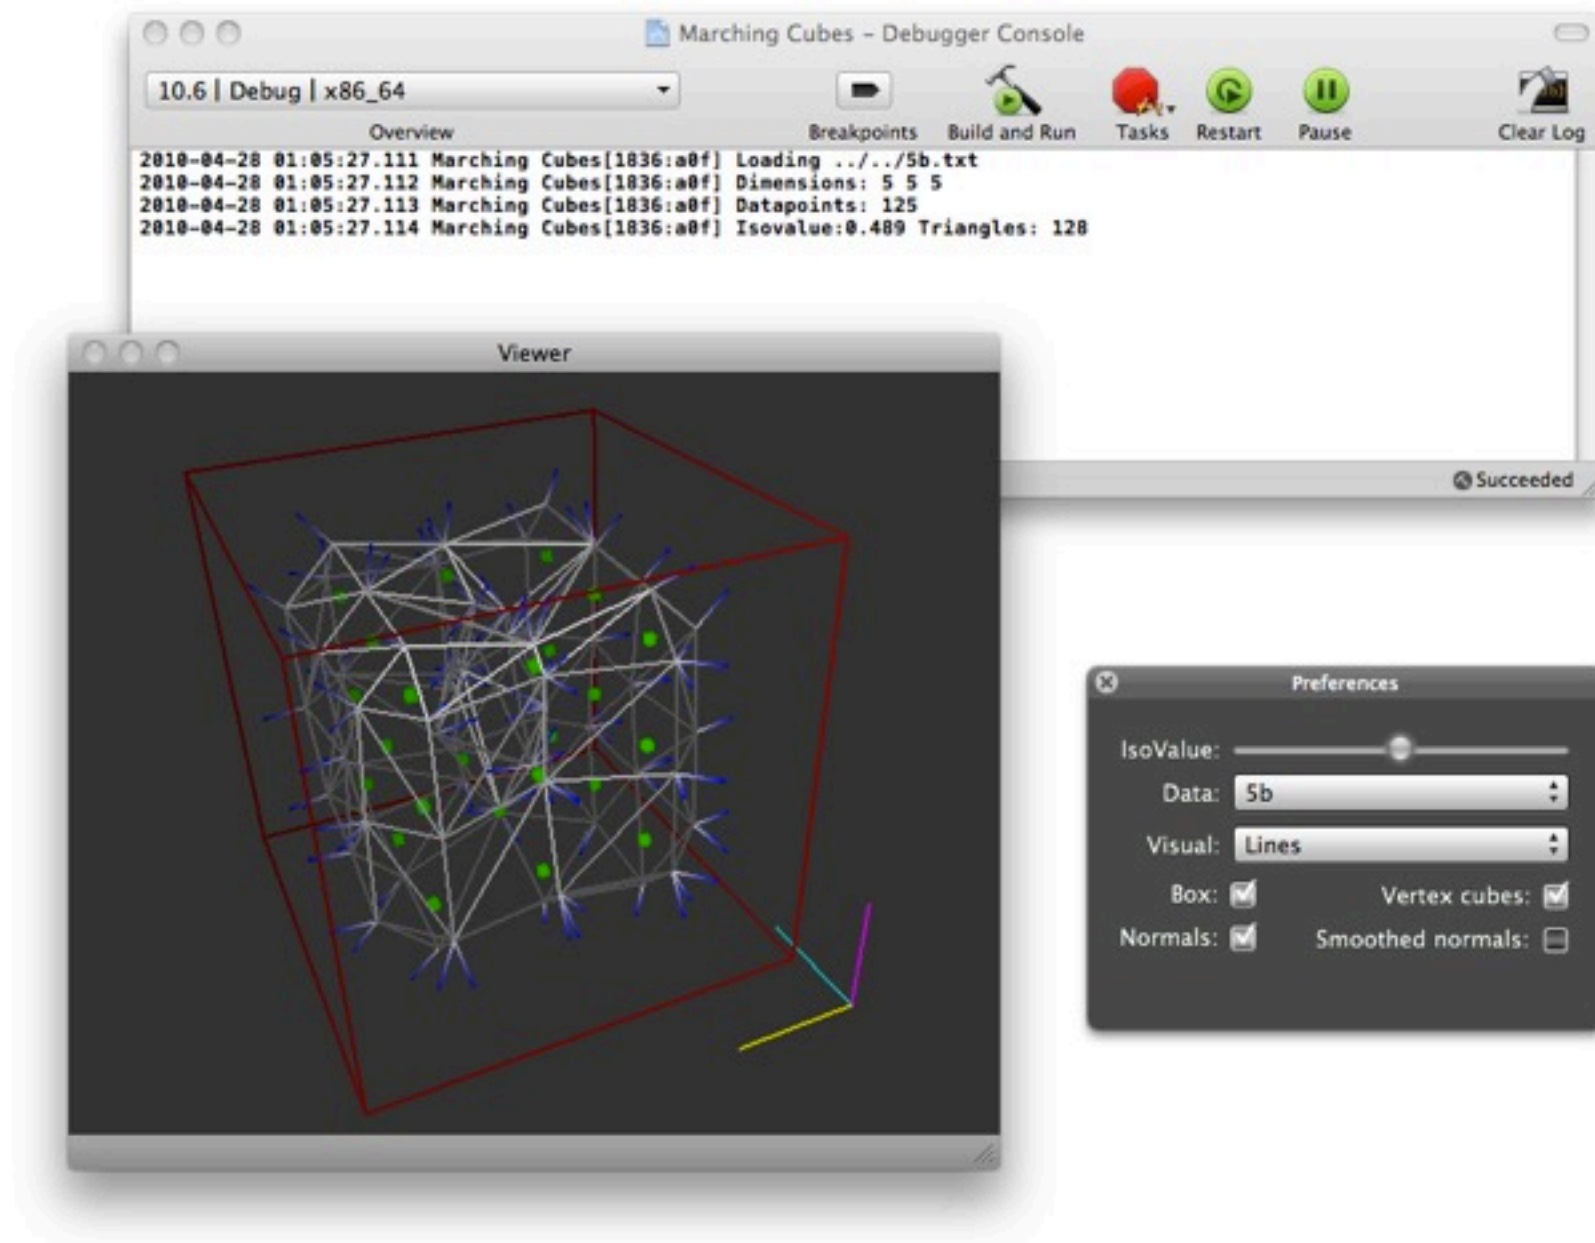 Marching Cubes – Debugger Console
10.6 | Debug | x86_64
Overview
Breakpoints
Build and Run
Tasks
Restart
Pause
Clear Log
2010-04-28 01:05:27.111 Marching Cubes[1836:a0f] Loading ../../5b.txt
2010-04-28 01:05:27.112 Marching Cubes[1836:a0f] Dimensions: 5 5 5
2010-04-28 01:05:27.113 Marching Cubes[1836:a0f] Datapoints: 125
2010-04-28 01:05:27.114 Marching Cubes[1836:a0f] Isovalue:0.489 Triangles: 128
Succeeded
Viewer
Preferences
IsoValue:
Data: 5b
Visual: Lines
Box:
Vertex cubes:
Normals:
Smoothed normals: